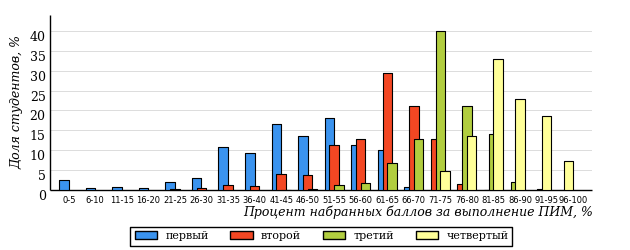 Доля студентов, %
40
35
30
25
20
15
10
5
0
0-5 6-10 11-15 16-20 21-25 26-30 31-35 36-40 41-45 46-50 51-55 56-60 61-65 66-70 71-75 76-80 81-85 86-90 91-95 96-100
Процент набранных баллов за выполнение ПИМ, %
первый второй третий четвертый